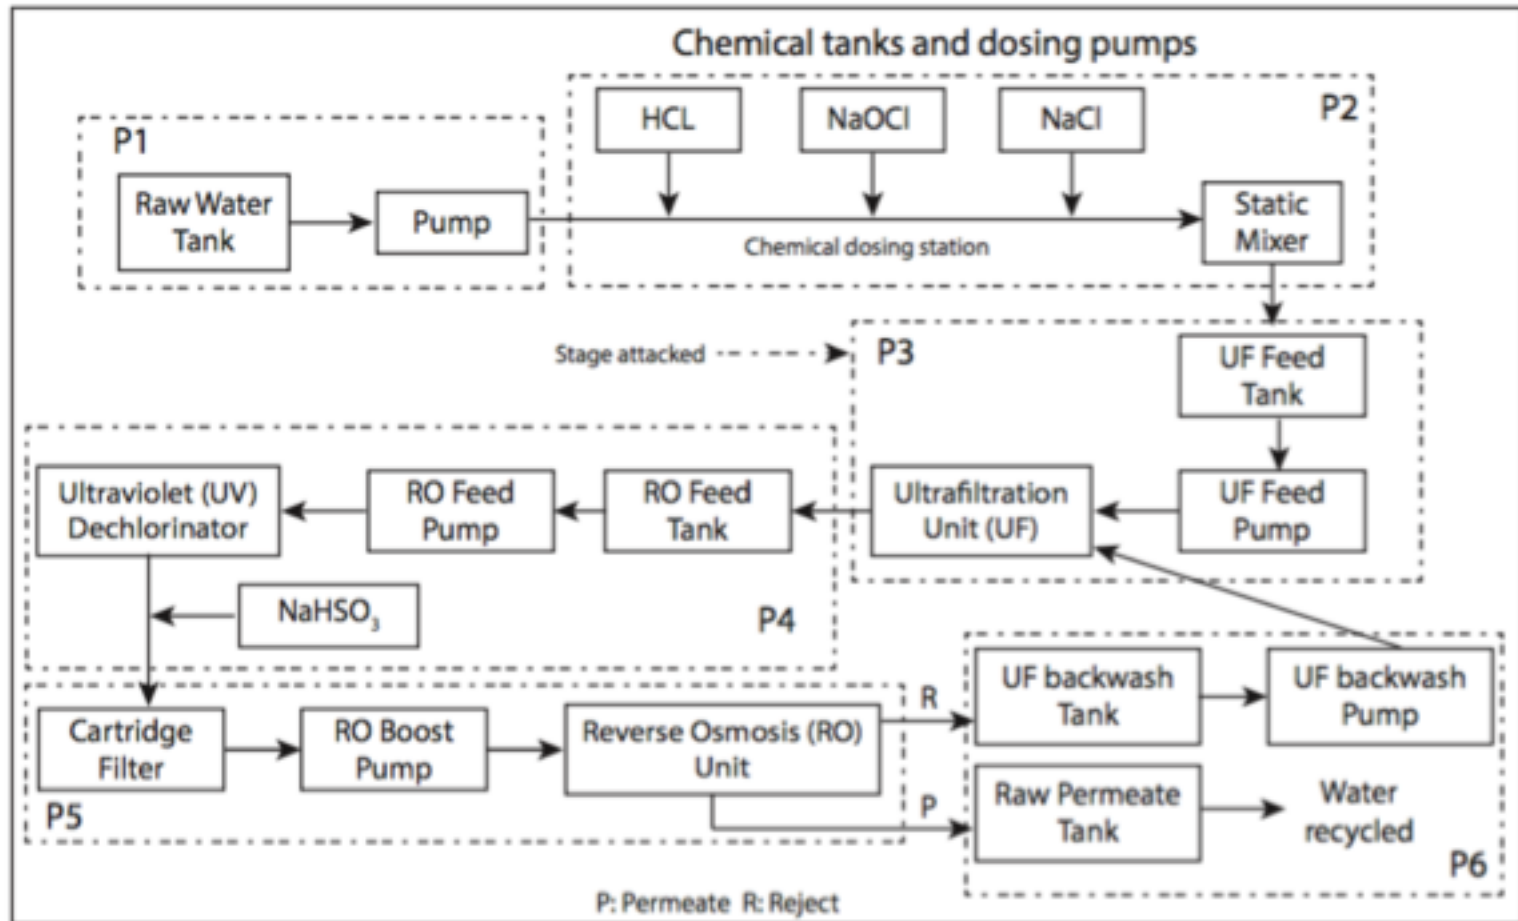 Chemical tanks and dosing pumps
P1
Raw Water
Tank
Pump
HCL
NaOCl
NaCl
P2
Chemical dosing station
Static
Mixer
Stage attacked
P3
UF Feed
Tank
UF Feed
Pump
Ultrafiltration
Unit (UF)
RO Feed
Tank
RO Feed
Pump
Ultraviolet (UV)
Dechlorinator
NaHSO₃
P4
Cartridge
Filter
RO Boost
Pump
Reverse Osmosis (RO)
Unit
P5
R
P
UF backwash
Tank
UF backwash
Pump
Raw Permeate
Tank
Water
recycled
P6
P: Permeate R: Reject